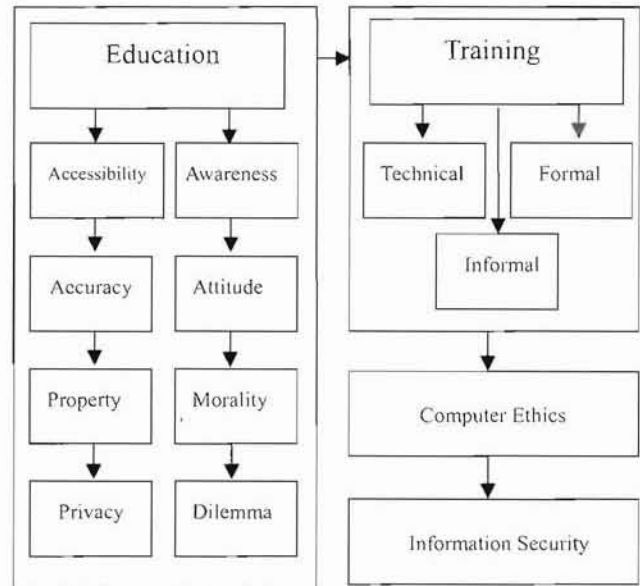 Education
Accessibility
Awareness
Accuracy
Attitude
Property
Morality
Privacy
Dilemma
Training
Technical
Formal
Informal
Computer Ethics
Information Security